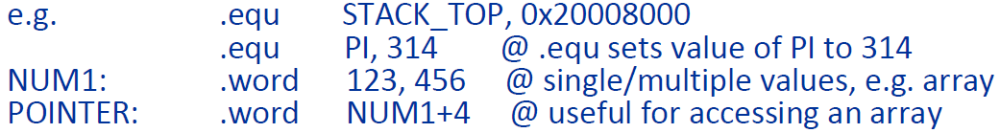 e.g. .equ STACK_TOP, 0x20008000
.equ PI, 314 @ .equ sets value of PI to 314
NUM1: .word 123, 456 @ single/multiple values, e.g. array
POINTER: .word NUM1+4 @ useful for accessing an array